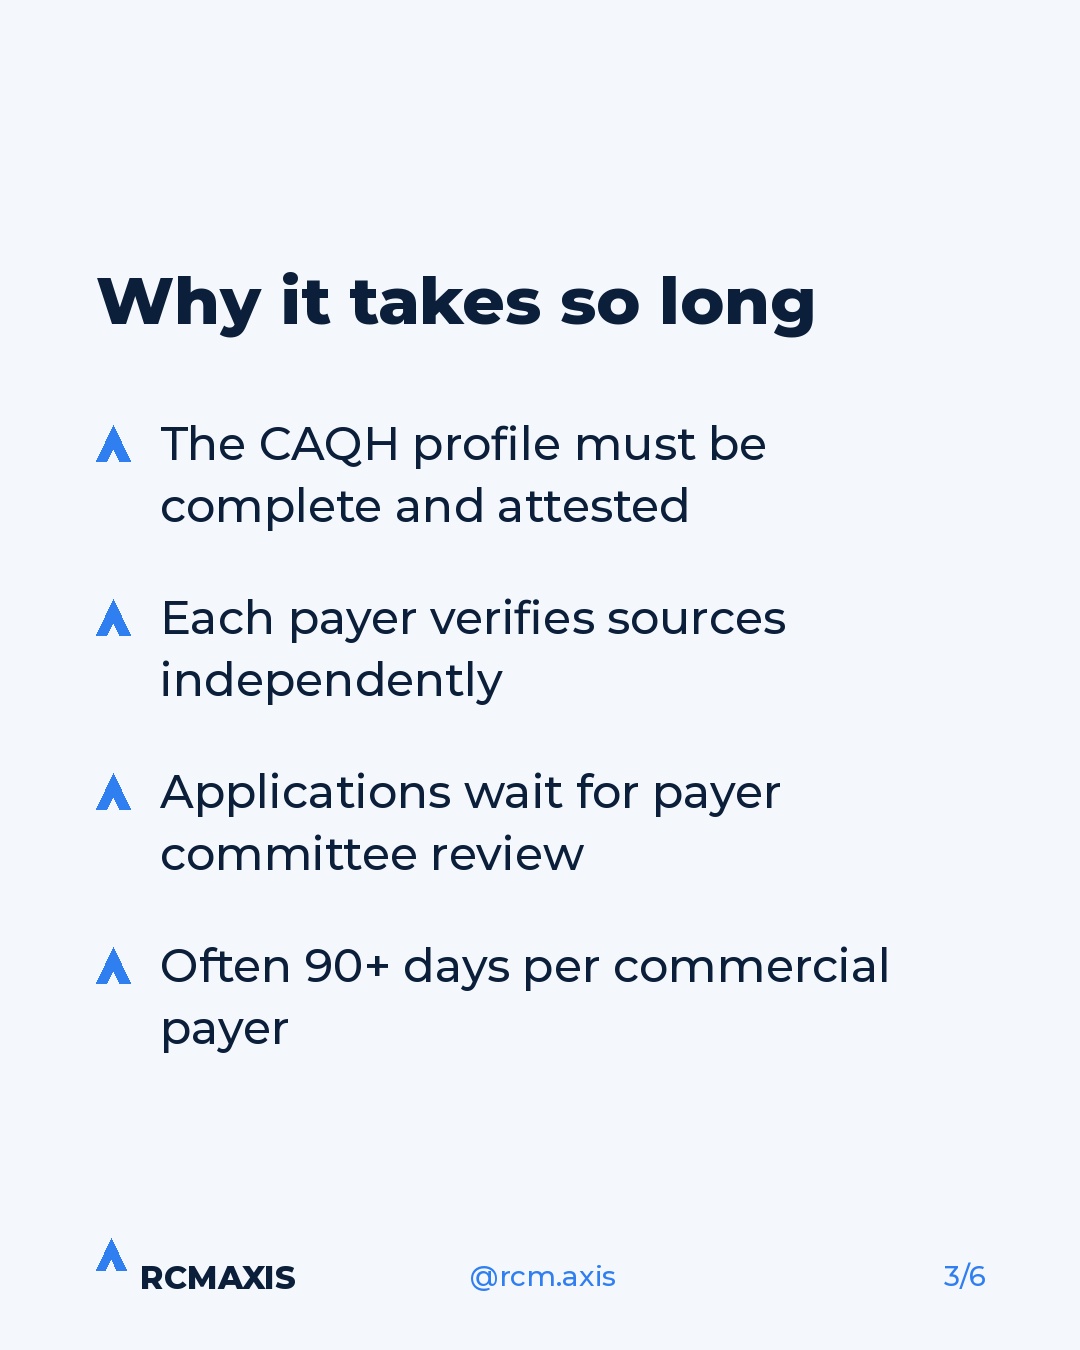 Why it takes so long
The CAQH profile must be
complete and attested
Each payer verifies sources
independently
Applications wait for payer
committee review
Often 90+ days per commercial
payer
RCMAXIS
@rcm.axis
3/6